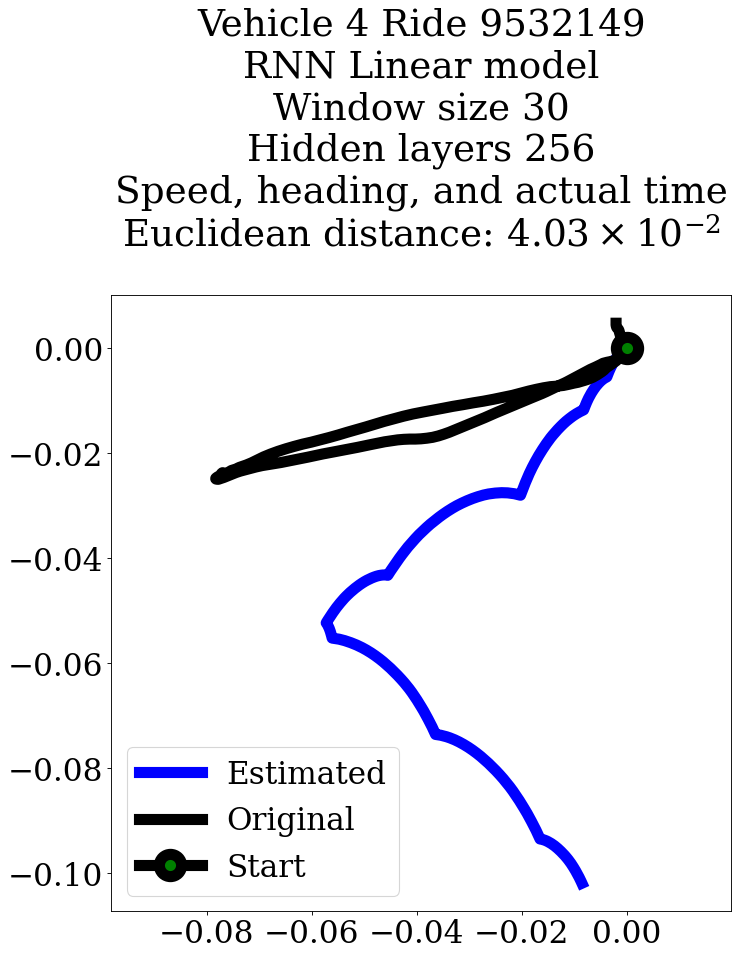 Vehicle 4 Ride 9532149
RNN Linear model
Window size 30
Hidden layers 256
Speed, heading, and actual time
Euclidean distance: 4.03 × 10⁻²
0.00
−0.02
−0.04
−0.06
−0.08
−0.10
Estimated
Original
Start
−0.08 −0.06 −0.04 −0.02 0.00